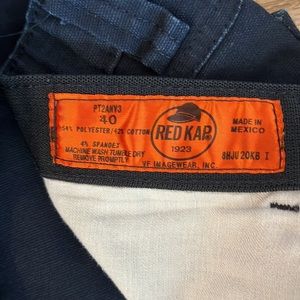 PT2ANV3
40
54% POLYESTER/42% COTTON
4% SPANDEX
MACHINE WASH TUMBLE DRY
REMOVE PROMPTLY
RED KAP
1923
VF IMAGEWEAR, INC.
MADE IN
MEXICO
8HJU 20KB I